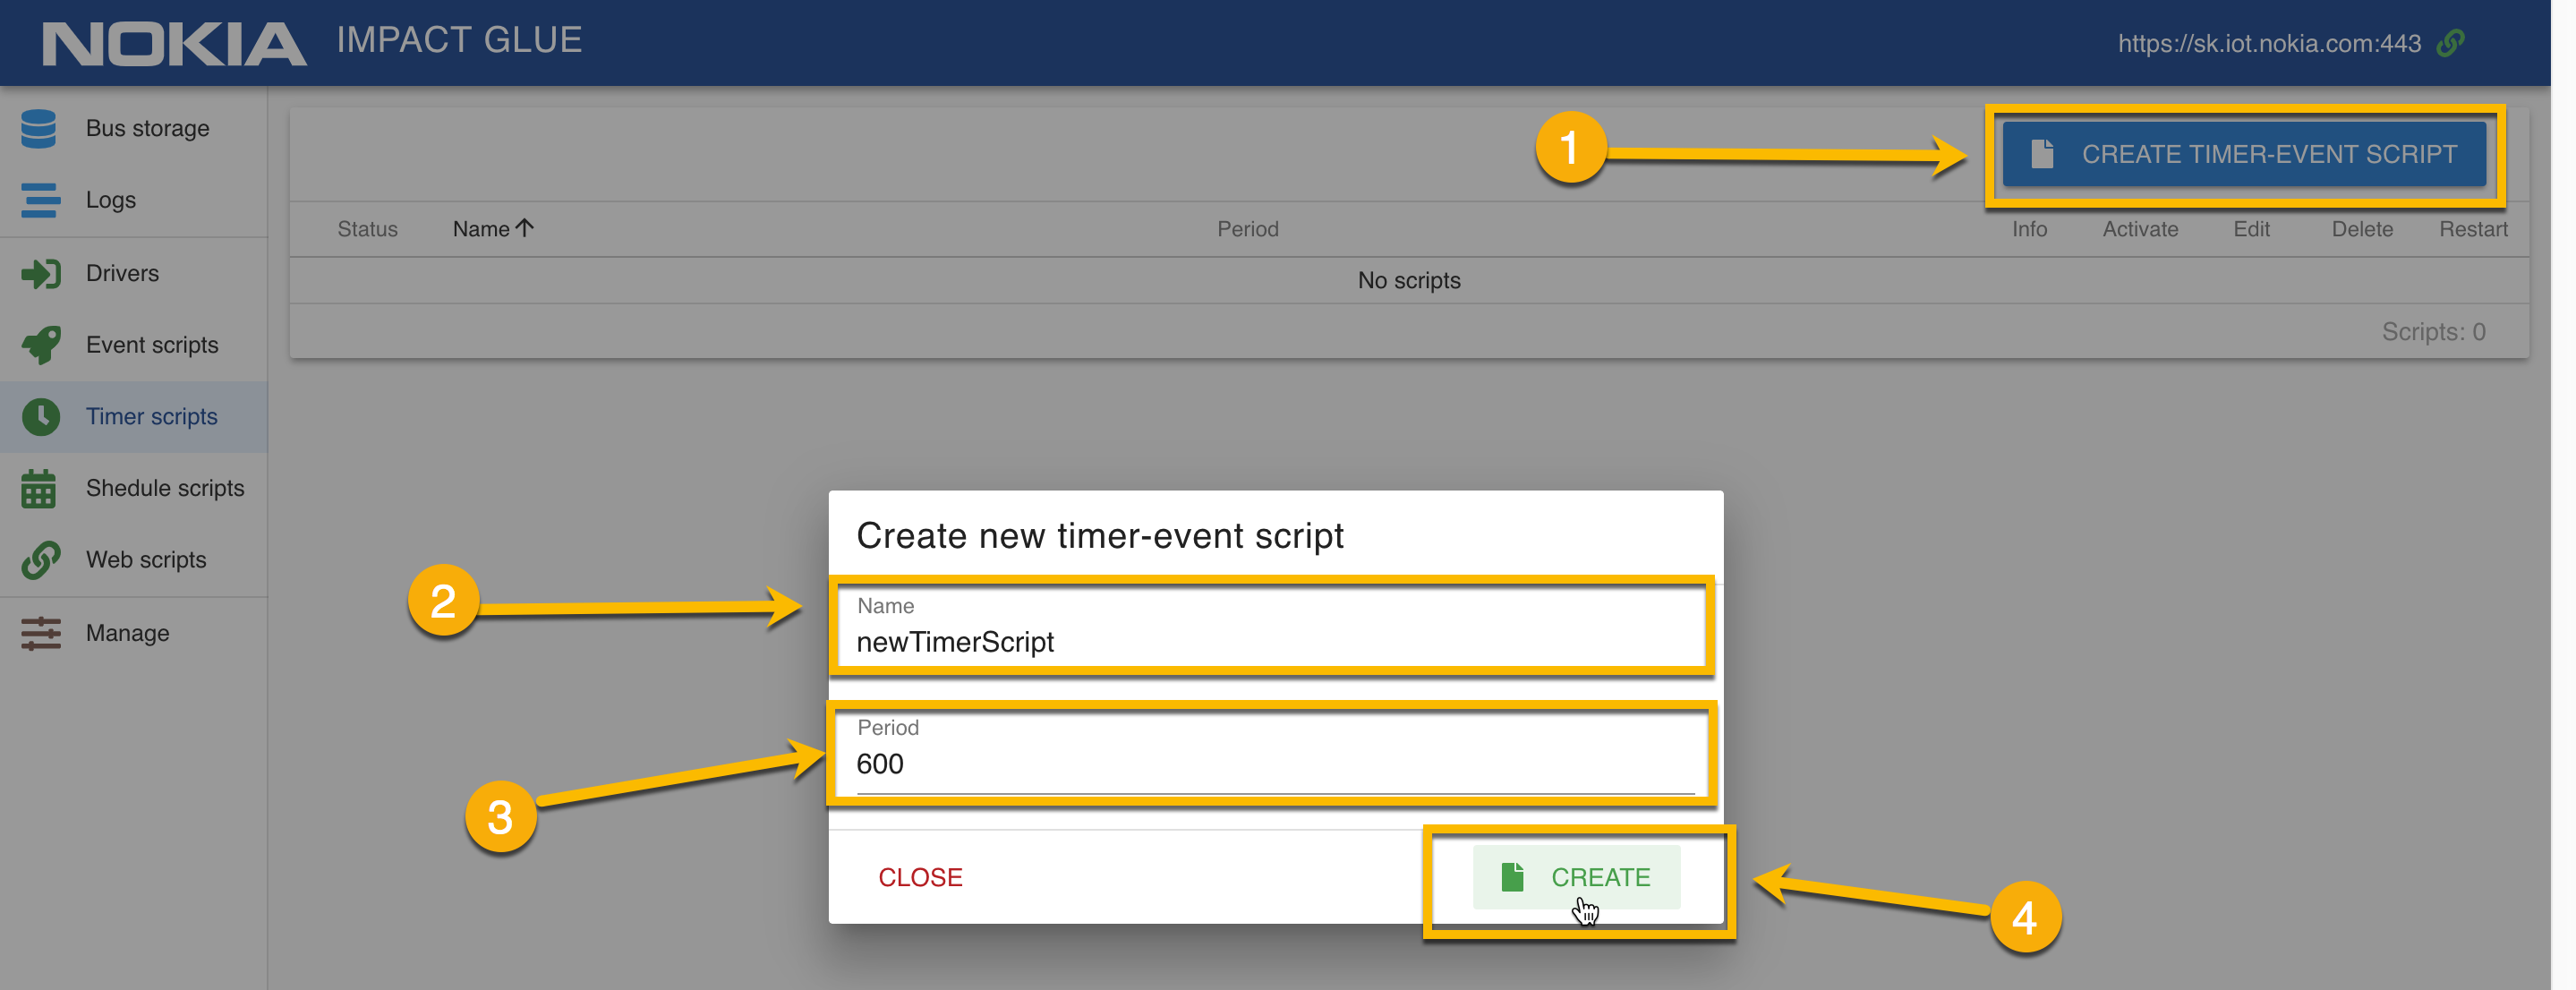 NOKIA IMPACT GLUE https://sk.iot.nokia.com:443
Bus storage
Logs
Drivers
Event scripts
Timer scripts
Shedule scripts
Web scripts
Manage
1
CREATE TIMER-EVENT SCRIPT
Status Name Period Info Activate Edit Delete Restart
No scripts
Scripts: 0
Create new timer-event script
2
Name
newTimerScript
3
Period
600
CLOSE CREATE
4